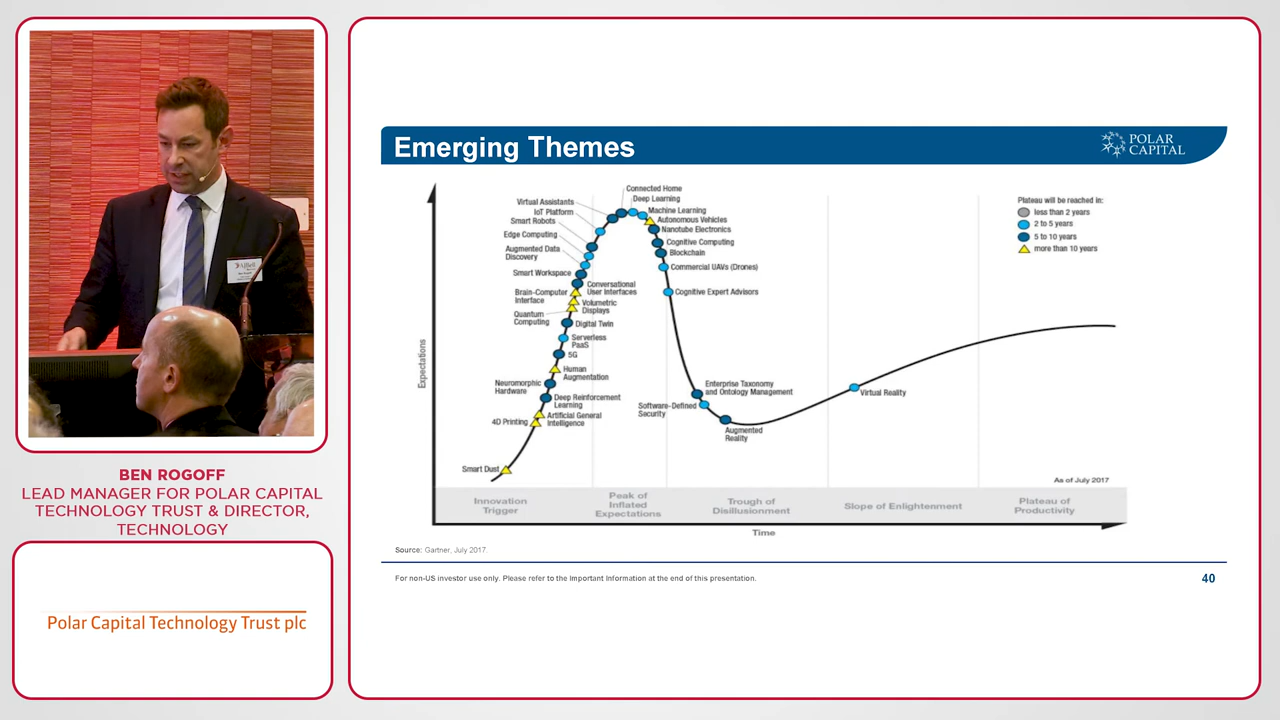 BEN ROGOFF
LEAD MANAGER FOR POLAR CAPITAL
TECHNOLOGY TRUST & DIRECTOR,
TECHNOLOGY
Polar Capital Technology Trust plc
Emerging Themes
POLAR
CAPITAL
Expectations
Connected Home
Deep Learning
Virtual Assistants
IoT Platform
Machine Learning
Smart Robots
Autonomous Vehicles
Nanotube Electronics
Edge Computing
Cognitive Computing
Augmented Data
Discovery
Blockchain
Commercial UAVs (Drones)
Smart Workspace
Conversational
User Interfaces
Brain-Computer
Interface
Cognitive Expert Advisors
Volumetric
Displays
Quantum
Computing
Digital Twin
Serverless
PaaS
5G
Human
Augmentation
Neuromorphic
Hardware
Deep Reinforcement
Learning
Artificial General
Intelligence
4D Printing
Smart Dust
Enterprise Taxonomy
and Ontology Management
Software-Defined
Security
Augmented
Reality
Virtual Reality
Plateau will be reached in:
less than 2 years
2 to 5 years
5 to 10 years
more than 10 years
As of July 2017
Innovation
Trigger
Peak of
Inflated
Expectations
Trough of
Disillusionment
Slope of Enlightenment
Plateau of
Productivity
Time
Source: Gartner, July 2017.
For non-US investor use only. Please refer to the Important Information at the end of this presentation.
40